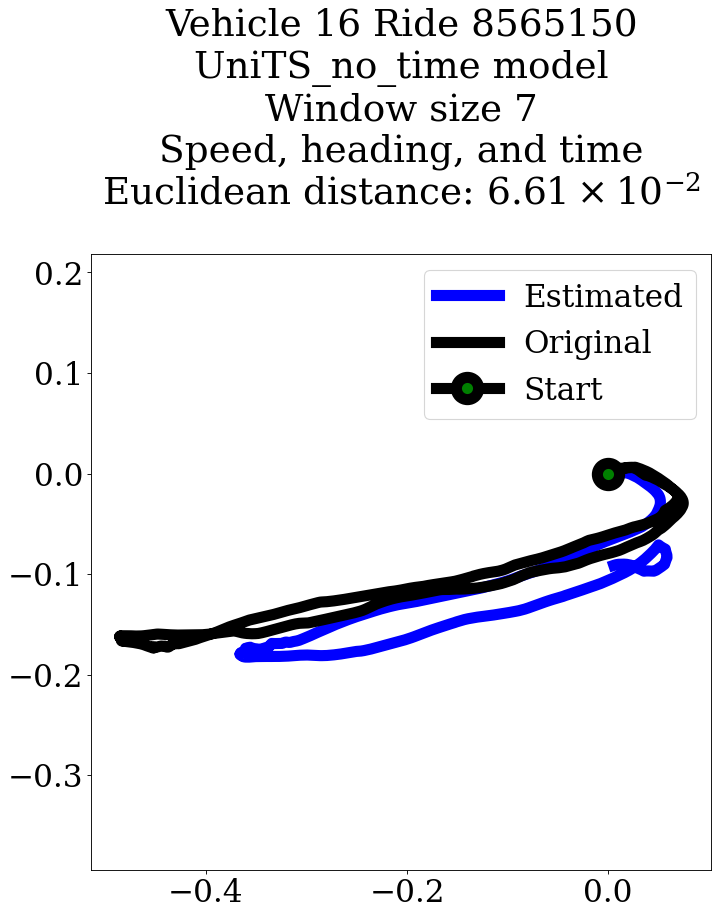 Vehicle 16 Ride 8565150
UniTS_no_time model
Window size 7
Speed, heading, and time
Euclidean distance: 6.61 × 10⁻²
0.2
0.1
0.0
−0.1
−0.2
−0.3
Estimated
Original
Start
−0.4
−0.2
0.0